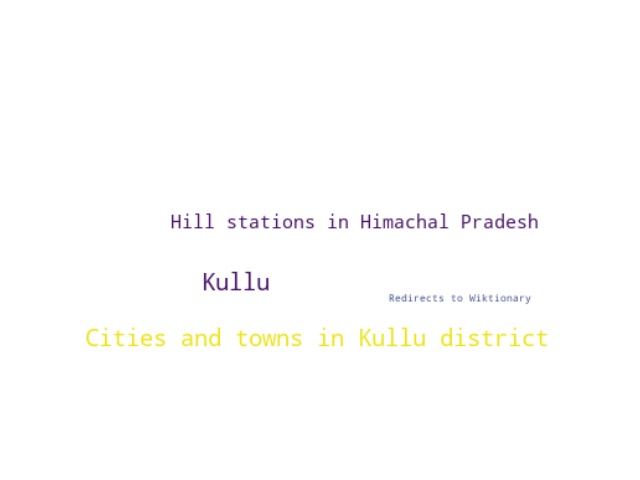 Hill stations in Himachal Pradesh
Kullu
Redirects to Wiktionary
Cities and towns in Kullu district